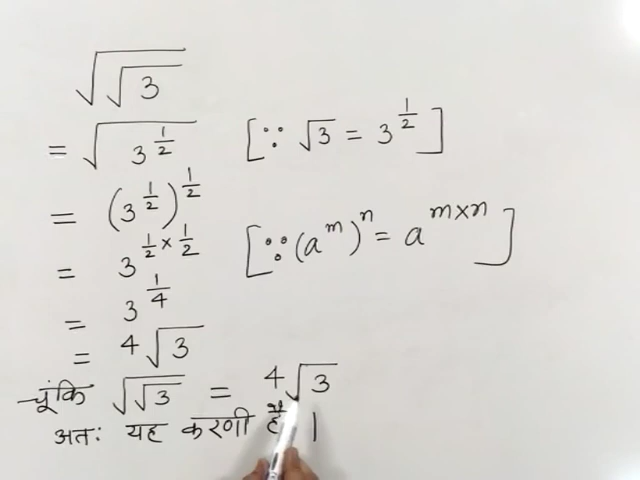 √√3
= √3^(1/2) [∵ √3 = 3^(1/2)]
= (3^(1/2))^(1/2)
= 3^(1/2 × 1/2) [∵ (a^m)^n = a^(m×n)]
= 3^(1/4)
= ⁴√3
चूंकि √√3 = ⁴√3
अतः यह करणी है ।